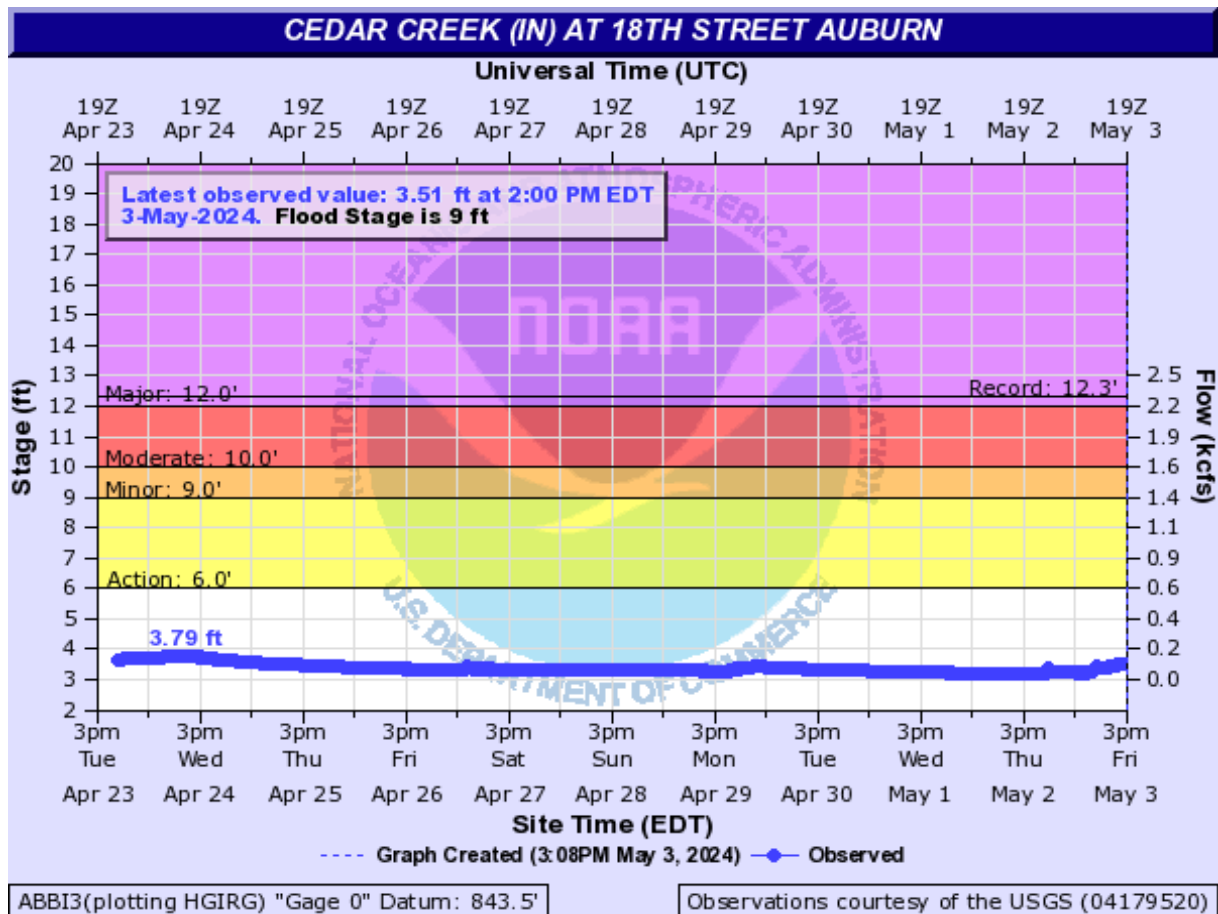 CEDAR CREEK (IN) AT 18TH STREET AUBURN
Universal Time (UTC)
19Z 19Z 19Z 19Z 19Z 19Z 19Z 19Z 19Z 19Z 19Z
Apr 23 Apr 24 Apr 25 Apr 26 Apr 27 Apr 28 Apr 29 Apr 30 May 1 May 2 May 3
Latest observed value: 3.51 ft at 2:00 PM EDT
3-May-2024. Flood Stage is 9 ft
NATIONAL OCEANIC AND ATMOSPHERIC ADMINISTRATION
NOAA
U.S. DEPARTMENT OF COMMERCE
Stage (ft)
20
19
18
17
16
15
14
13
12
11
10
9
8
7
6
5
4
3
2
Major: 12.0'
Record: 12.3'
Moderate: 10.0'
Minor: 9.0'
Action: 6.0'
3.79 ft
Flow (kcfs)
2.5
2.2
1.9
1.6
1.4
1.1
0.9
0.6
0.4
0.2
0.0
3pm 3pm 3pm 3pm 3pm 3pm 3pm 3pm 3pm 3pm 3pm
Tue Wed Thu Fri Sat Sun Mon Tue Wed Thu Fri
Apr 23 Apr 24 Apr 25 Apr 26 Apr 27 Apr 28 Apr 29 Apr 30 May 1 May 2 May 3
Site Time (EDT)
Graph Created (3:08PM May 3, 2024) Observed
ABBI3(plotting HGIRG) "Gage 0" Datum: 843.5'
Observations courtesy of the USGS (04179520)